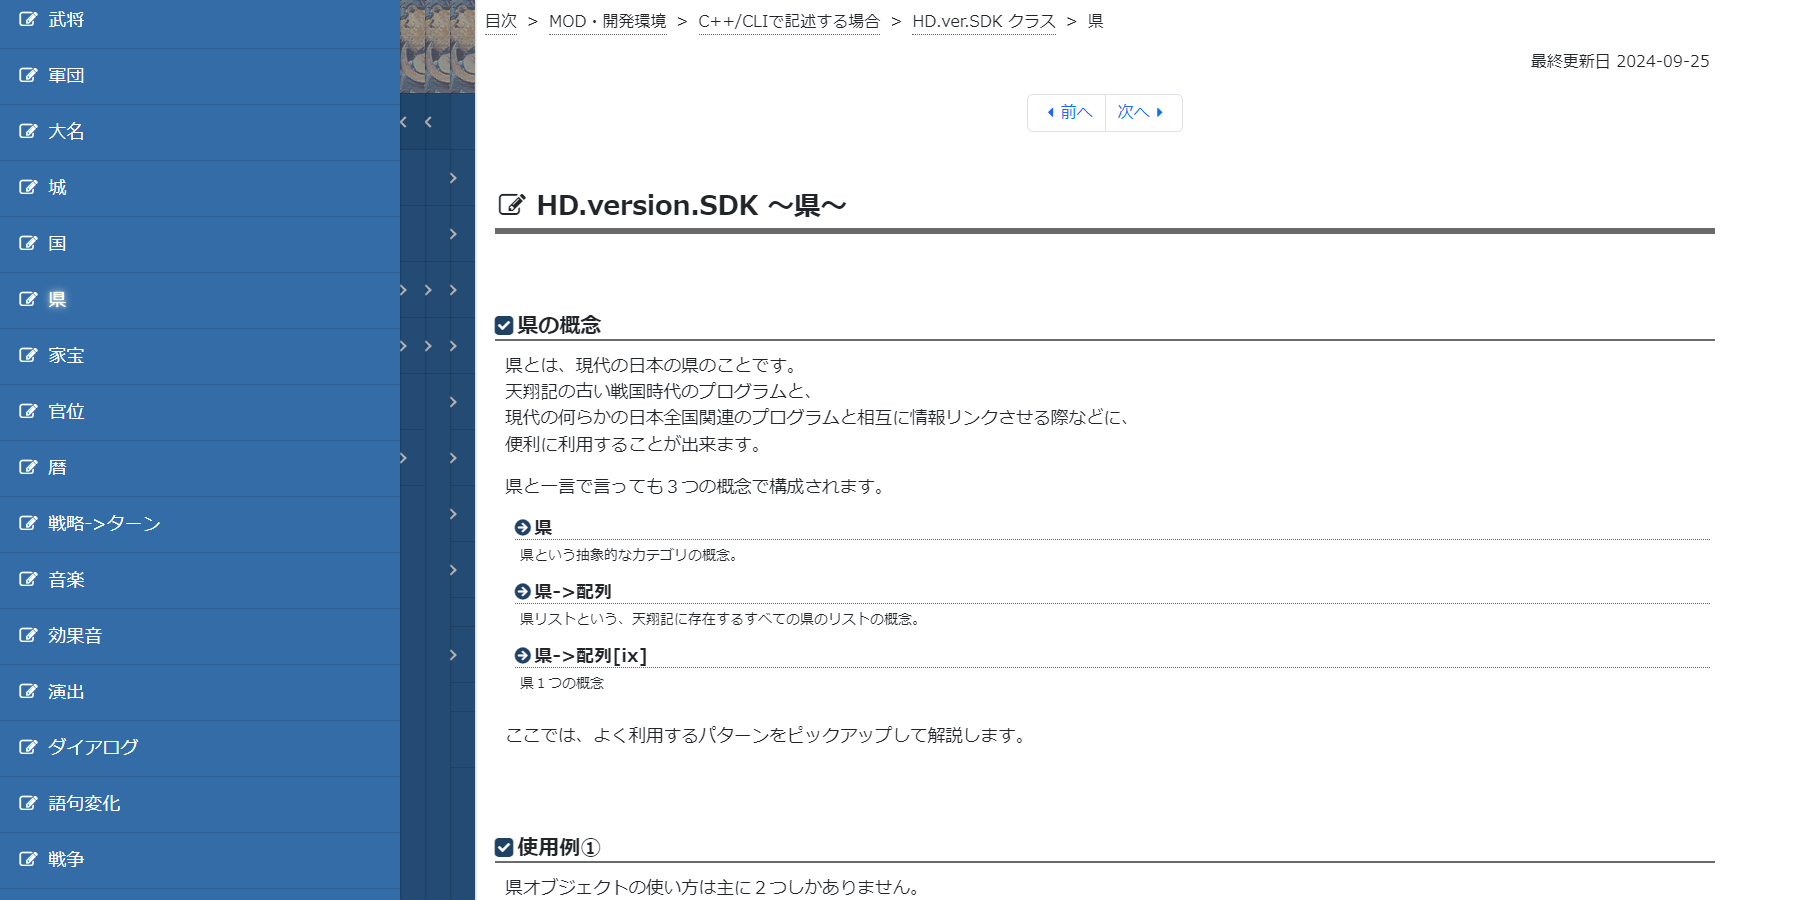 武将
軍団
大名
城
国
県
家宝
官位
暦
戦略->ターン
音楽
効果音
演出
ダイアログ
語句変化
戦争
目次 > MOD・開発環境 > C++/CLIで記述する場合 > HD.ver.SDK クラス > 県
最終更新日 2024-09-25
前へ 次へ
HD.version.SDK ～県～
県の概念
県とは、現代の日本の県のことです。
天翔記の古い戦国時代のプログラムと、
現代の何らかの日本全国関連のプログラムと相互に情報リンクさせる際などに、
便利に利用することが出来ます。
県と一言で言っても３つの概念で構成されます。
県
県という抽象的なカテゴリの概念。
県->配列
県リストという、天翔記に存在するすべての県のリストの概念。
県->配列[ix]
県１つの概念
ここでは、よく利用するパターンをピックアップして解説します。
使用例①
県オブジェクトの使い方は主に２つしかありません。